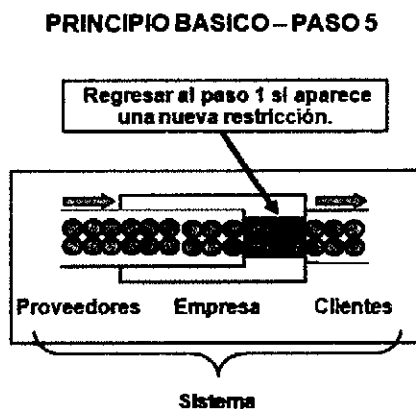 PRINCIPIO BASICO – PASO 5
Regresar al paso 1 si aparece
una nueva restricción.
Proveedores Empresa Clientes
Sistema